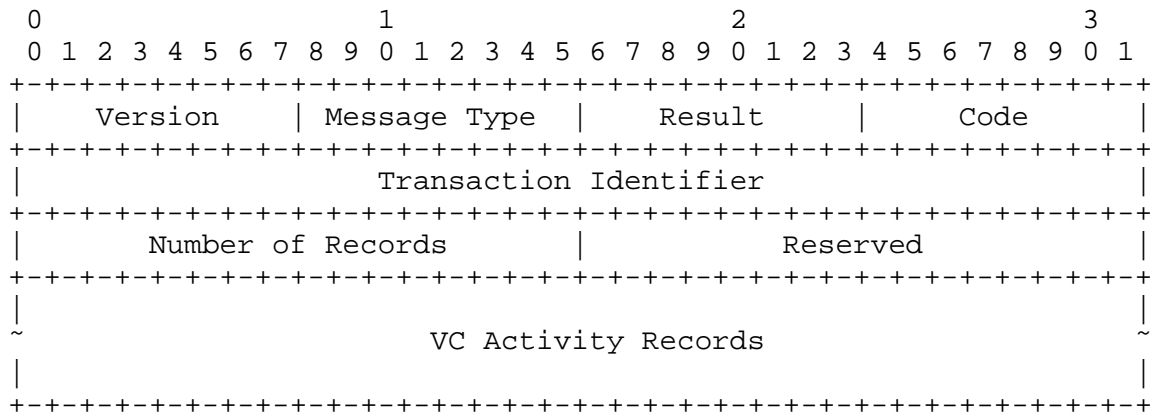 0                   1                   2                   3
 0 1 2 3 4 5 6 7 8 9 0 1 2 3 4 5 6 7 8 9 0 1 2 3 4 5 6 7 8 9 0 1
+-+-+-+-+-+-+-+-+-+-+-+-+-+-+-+-+-+-+-+-+-+-+-+-+-+-+-+-+-+-+-+-+
|    Version    | Message Type  |    Result     |     Code      |
+-+-+-+-+-+-+-+-+-+-+-+-+-+-+-+-+-+-+-+-+-+-+-+-+-+-+-+-+-+-+-+-+
|                    Transaction Identifier                     |
+-+-+-+-+-+-+-+-+-+-+-+-+-+-+-+-+-+-+-+-+-+-+-+-+-+-+-+-+-+-+-+-+
|       Number of Records       |           Reserved            |
+-+-+-+-+-+-+-+-+-+-+-+-+-+-+-+-+-+-+-+-+-+-+-+-+-+-+-+-+-+-+-+-+
|                                                               |
~                       VC Activity Records                     ~
|                                                               |
+-+-+-+-+-+-+-+-+-+-+-+-+-+-+-+-+-+-+-+-+-+-+-+-+-+-+-+-+-+-+-+-+